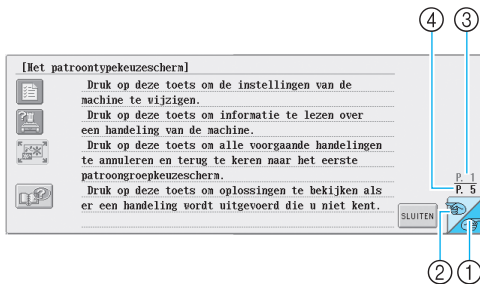 ④ ③
[Het patroontypekeuzescherm]
Druk op deze toets om de instellingen van de
machine te wijzigen.
Druk op deze toets om informatie te lezen over
een handeling van de machine.
Druk op deze toets om alle voorgaande handelingen
te annuleren en terug te keren naar het eerste
patroongroepkeuzescherm.
Druk op deze toets om oplossingen te bekijken als
er een handeling wordt uitgevoerd die u niet kent.
P. 1
P. 5
SLUITEN
② ①